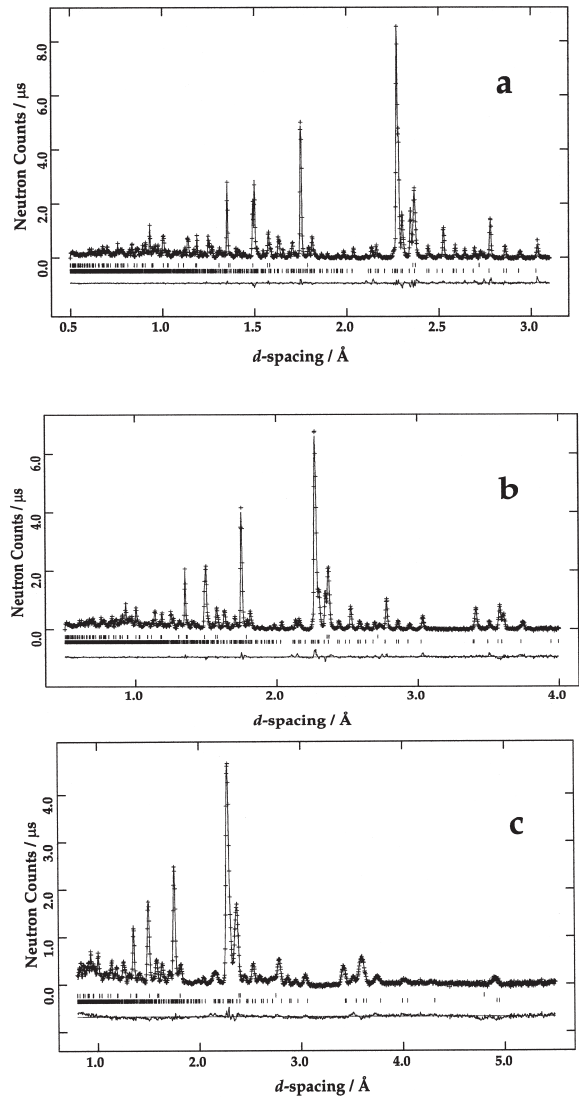 a
Neutron Counts / μs
8.0
6.0
4.0
2.0
0.0
0.5 1.0 1.5 2.0 2.5 3.0
d-spacing / Å
b
Neutron Counts / μs
6.0
4.0
2.0
0.0
1.0 2.0 3.0 4.0
d-spacing / Å
c
Neutron Counts / μs
4.0
3.0
2.0
1.0
0.0
1.0 2.0 3.0 4.0 5.0
d-spacing / Å